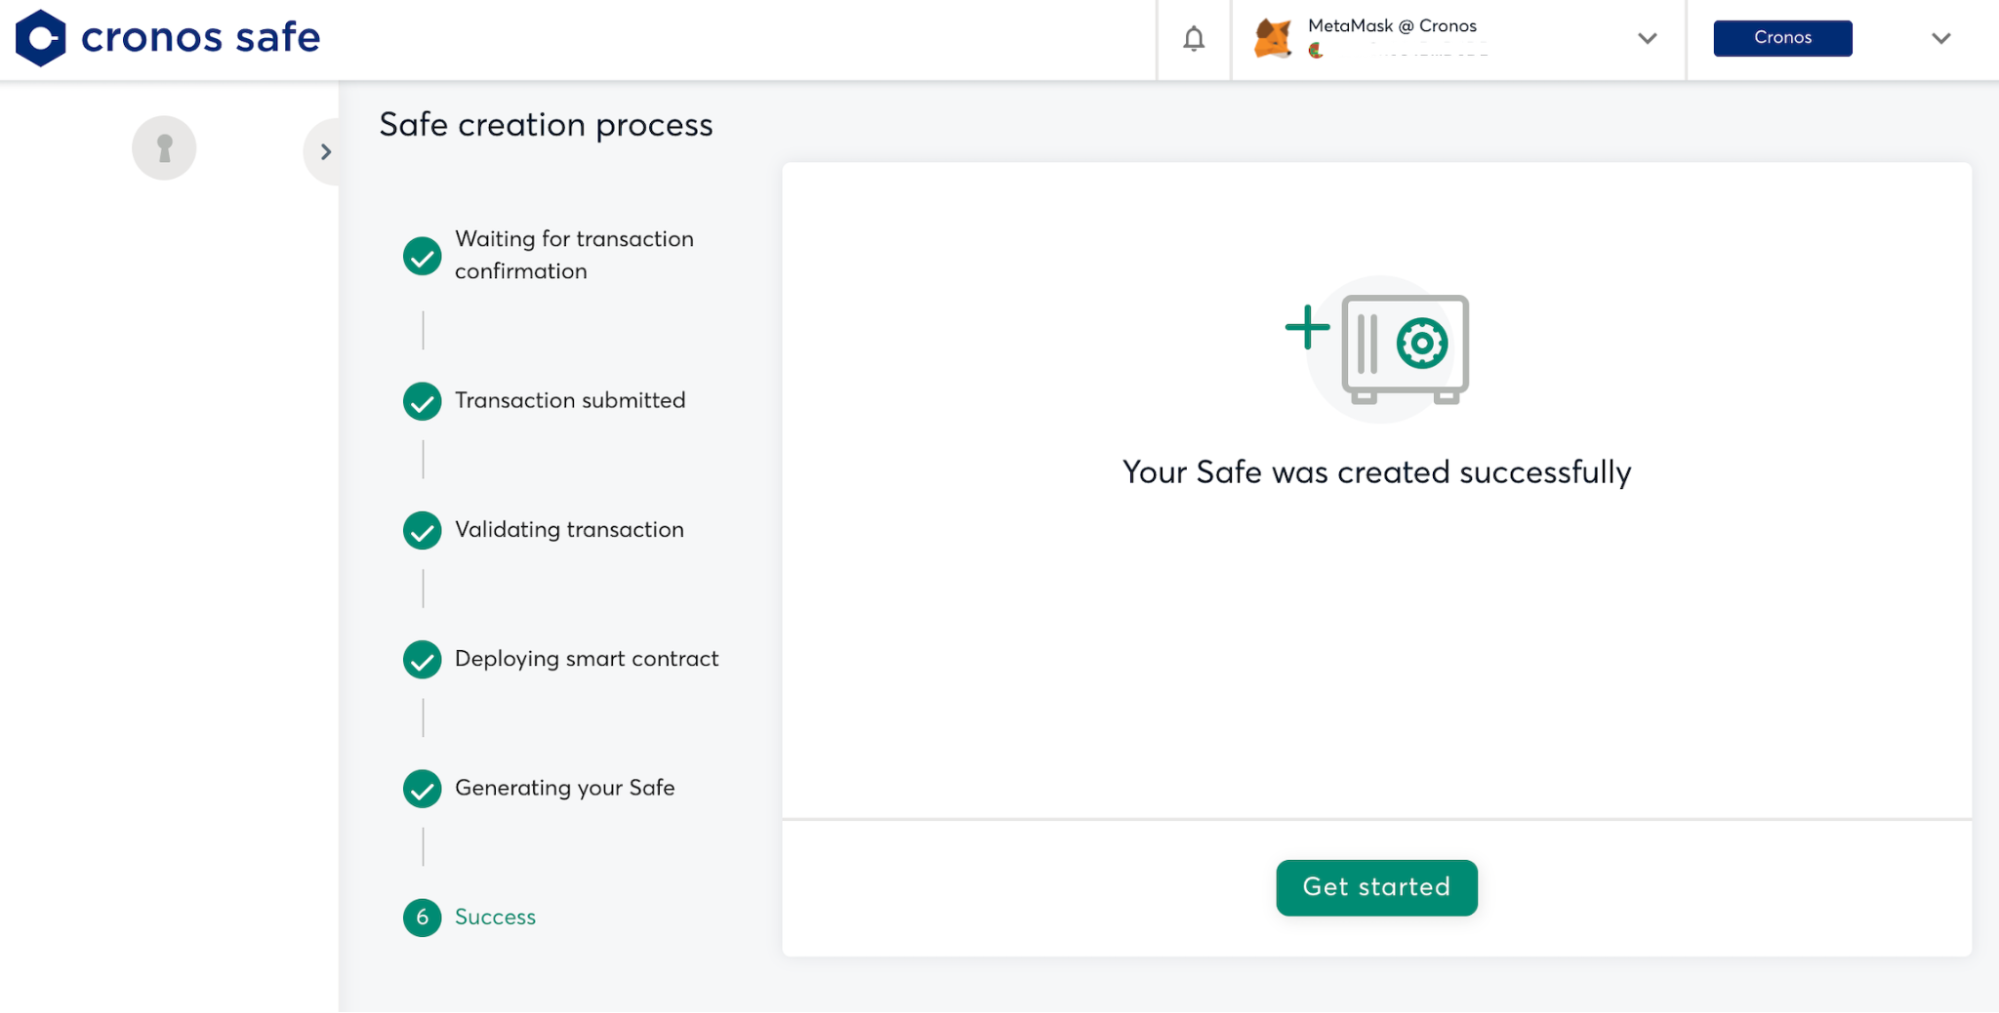 cronos safe
MetaMask @ Cronos
Cronos
Safe creation process
Waiting for transaction
confirmation
Transaction submitted
Validating transaction
Deploying smart contract
Generating your Safe
6 Success
Your Safe was created successfully
Get started